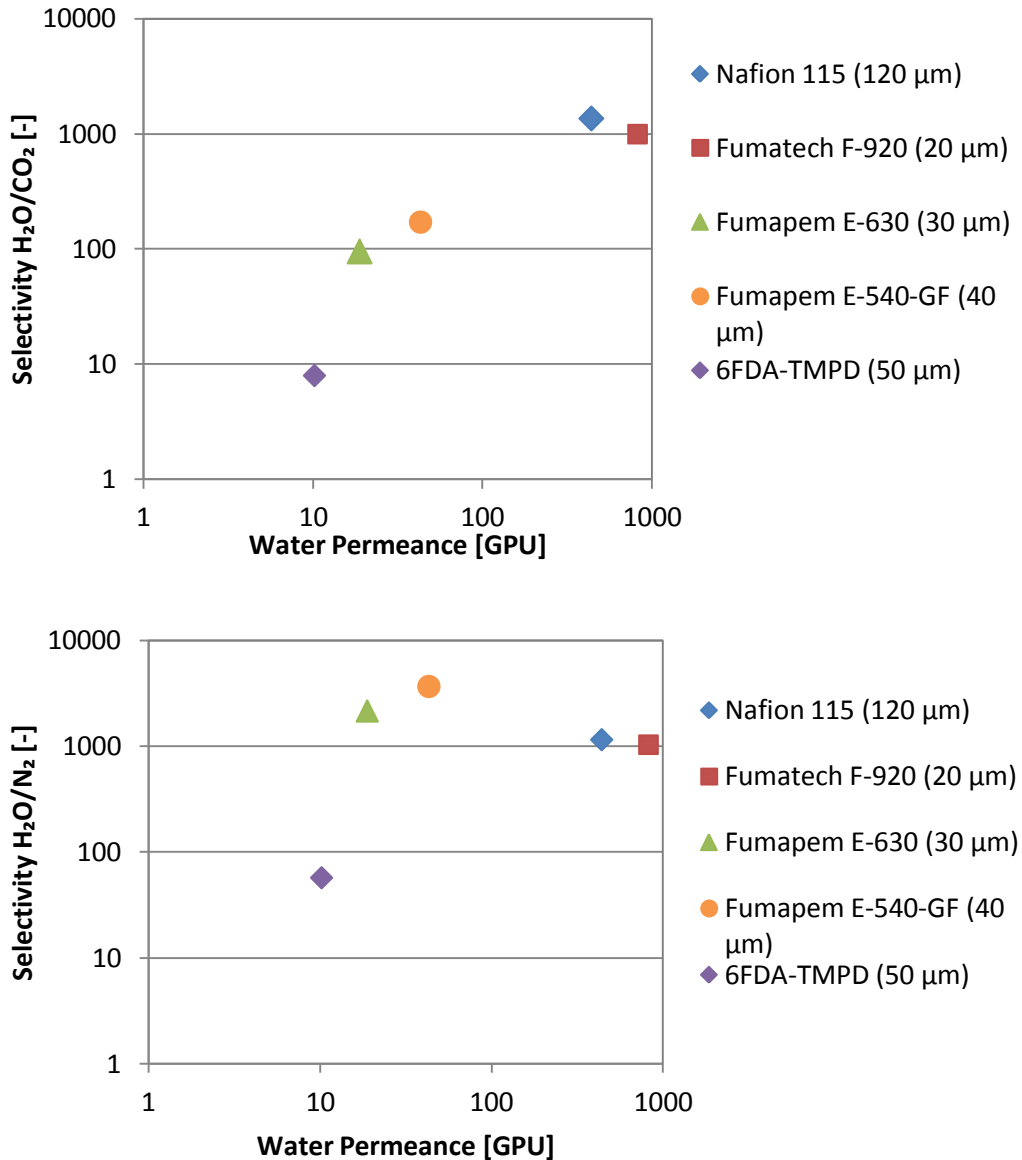 10000
1000
100
10
1
Selectivity H₂O/CO₂ [-]
1 10 100 1000
Water Permeance [GPU]
Nafion 115 (120 μm)
Fumatech F-920 (20 μm)
Fumapem E-630 (30 μm)
Fumapem E-540-GF (40
μm)
6FDA-TMPD (50 μm)
10000
1000
100
10
1
Selectivity H₂O/N₂ [-]
1 10 100 1000
Water Permeance [GPU]
Nafion 115 (120 μm)
Fumatech F-920 (20 μm)
Fumapem E-630 (30 μm)
Fumapem E-540-GF (40
μm)
6FDA-TMPD (50 μm)